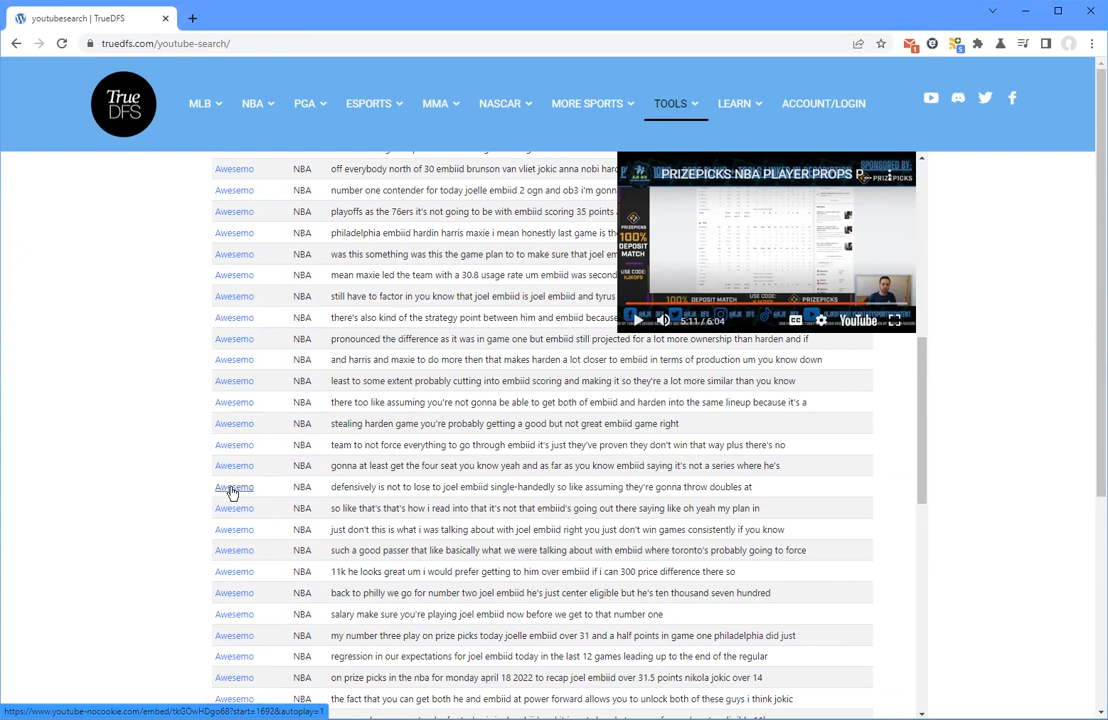 youtubesearch | TrueDFS
truedfs.com/youtube-search/
True DFS
MLB NBA PGA ESPORTS MMA NASCAR MORE SPORTS TOOLS LEARN ACCOUNT/LOGIN
Awesemo NBA off everybody north of 30 embiid brunson van vliet jokic anna nobi har
Awesemo NBA number one contender for today joelle embiid 2 ogn and ob3 i'm gonn
Awesemo NBA playoffs as the 76ers it's not going to be with embiid scoring 35 points
Awesemo NBA philadelphia embiid hardin harris maxie i mean honestly last game is th
Awesemo NBA was this something was this the game plan to to make sure that joel em
Awesemo NBA mean maxie led the team with a 30.8 usage rate um embiid was second
Awesemo NBA still have to factor in you know that joel embiid is joel embiid and tyrus
Awesemo NBA there's also kind of the strategy point between him and embiid because
PRIZEPICKS NBA PLAYER PROPS P...
SPONSORED BY:
PRIZEPICKS
100%
DEPOSIT
MATCH
USE CODE:
100% DEPOSIT MATCH USE CODE:
5:11 / 6:04
CC
YouTube
Awesemo NBA pronounced the difference as it was in game one but embiid still projected for a lot more ownership than harden and if
Awesemo NBA and harris and maxie to do more then that makes harden a lot closer to embiid in terms of production um you know down
Awesemo NBA least to some extent probably cutting into embiid scoring and making it so they're a lot more similar than you know
Awesemo NBA there too like assuming you're not gonna be able to get both of embiid and harden into the same lineup because it's a
Awesemo NBA stealing harden game you're probably getting a good but not great embiid game right
Awesemo NBA team to not force everything to go through embiid it's just they've proven they don't win that way plus there's no
Awesemo NBA gonna at least get the four seat you know yeah and as far as you know embiid saying it's not a series where he's
Awesemo NBA defensively is not to lose to joel embiid single-handedly so like assuming they're gonna throw doubles at
Awesemo NBA so like that's that's how i read into that it's not that embiid's going out there saying like oh yeah my plan in
Awesemo NBA just don't this is what i was talking about with joel embiid right you just don't win games consistently if you know
Awesemo NBA such a good passer that like basically what we were talking about with embiid where toronto's probably going to force
Awesemo NBA 11k he looks great um i would prefer getting to him over embiid if i can 300 price difference there so
Awesemo NBA back to philly we go for number two joel embiid he's just center eligible but he's ten thousand seven hundred
Awesemo NBA salary make sure you're playing joel embiid now before we get to that number one
Awesemo NBA my number three play on prize picks today joelle embiid over 31 and a half points in game one philadelphia did just
Awesemo NBA regression in our expectations for joel embiid today in the last 12 games leading up to the end of the regular
Awesemo NBA on prize picks in the nba for monday april 18 2022 to recap joel embiid over 31.5 points nikola jokic over 14
Awesemo NBA the fact that you can get both he and embiid at power forward allows you to unlock both of these guys i think jokic
https://www.youtube-nocookie.com/embed/tkGOwHDgo68?start=1692&autoplay=1